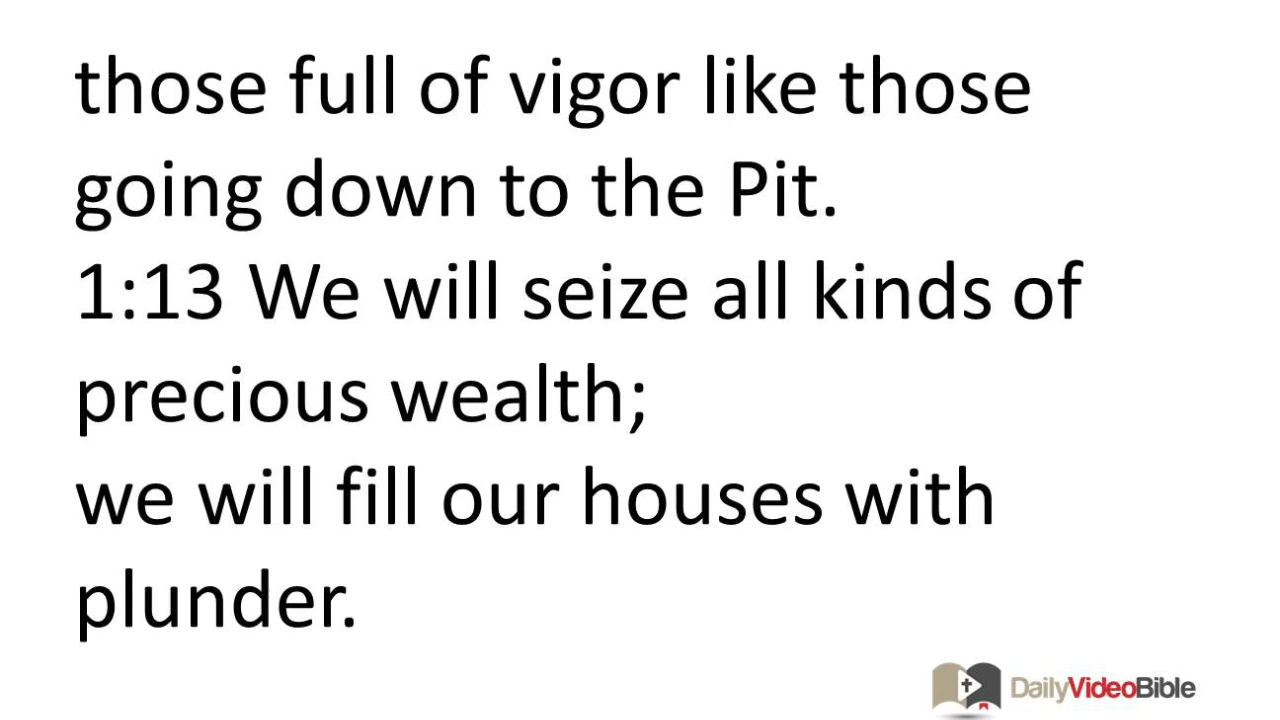 those full of vigor like those
going down to the Pit.
1:13 We will seize all kinds of
precious wealth;
we will fill our houses with
plunder.
DailyVideoBible